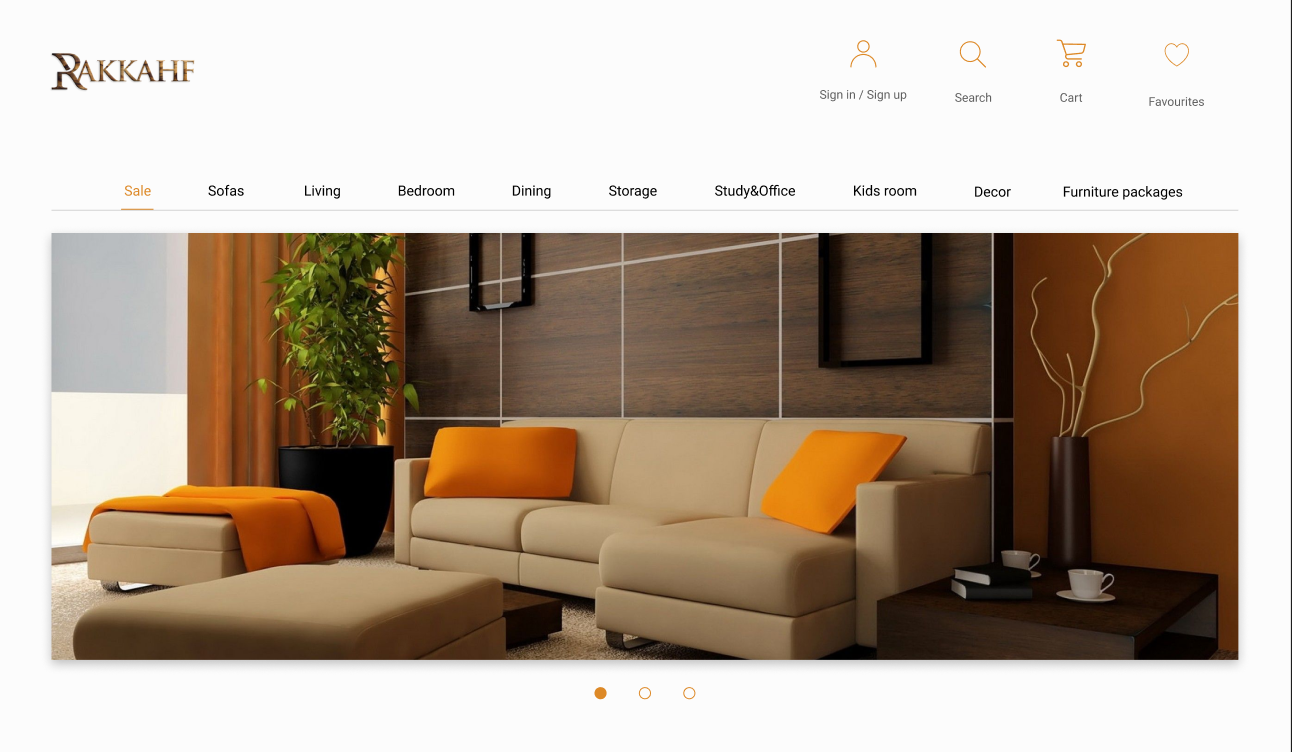 RAKKAHF
Sign in / Sign up
Search
Cart
Favourites
Sale
Sofas
Living
Bedroom
Dining
Storage
Study&Office
Kids room
Decor
Furniture packages